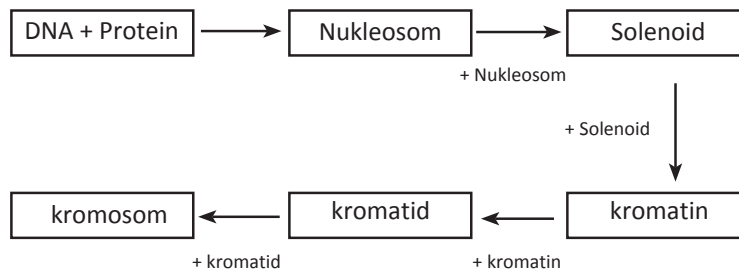 DNA + Protein
Nukleosom
Solenoid
+ Nukleosom
+ Solenoid
kromatin
kromatid
kromosom
+ kromatin
+ kromatid